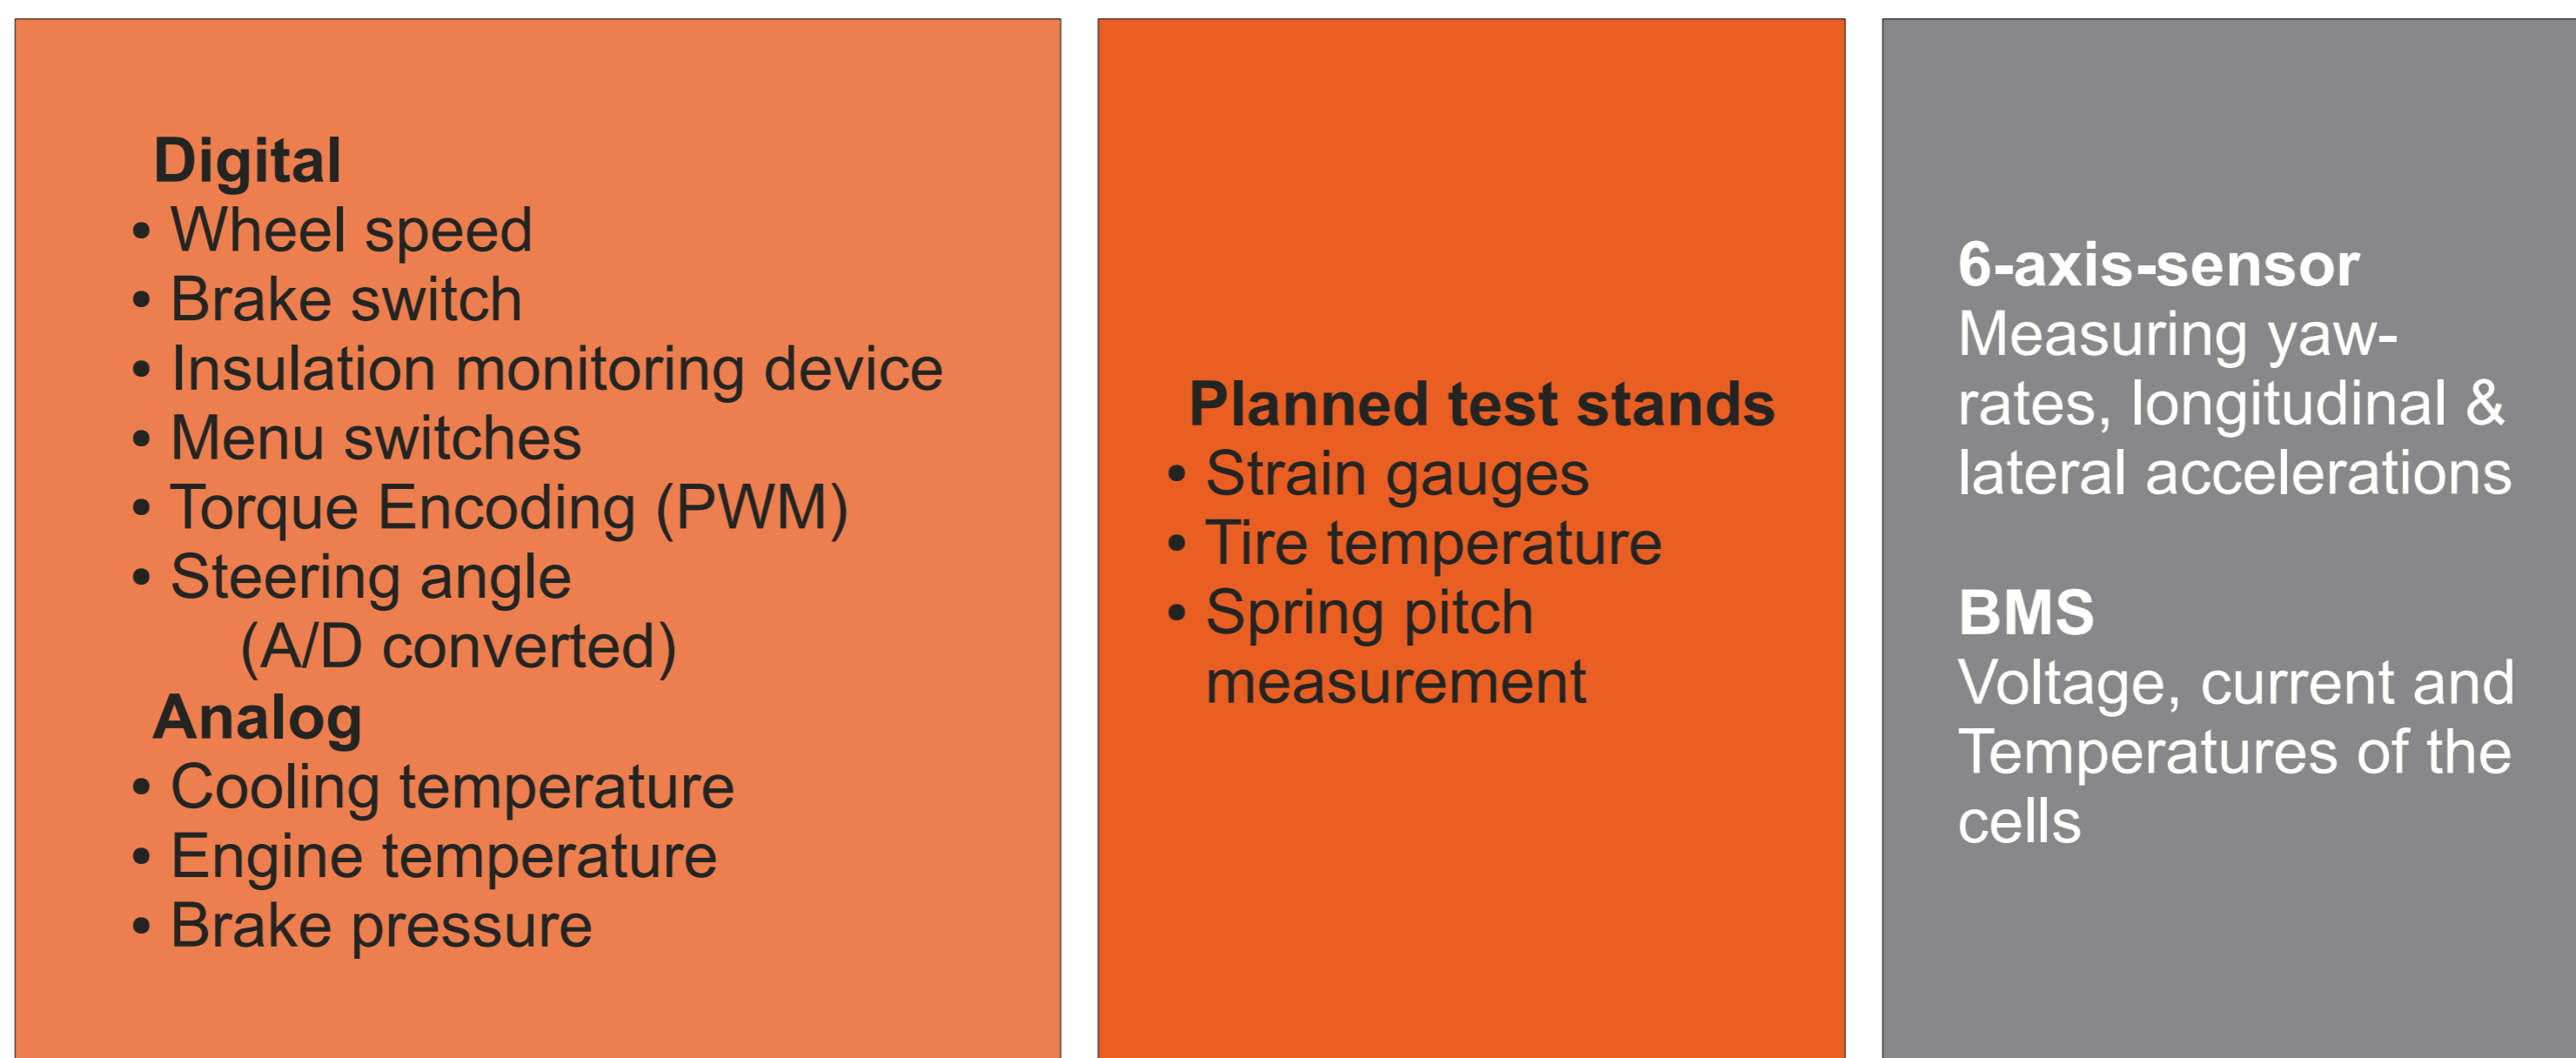 Digital
• Wheel speed
• Brake switch
• Insulation monitoring device
• Menu switches
• Torque Encoding (PWM)
• Steering angle
(A/D converted)
Analog
• Cooling temperature
• Engine temperature
• Brake pressure
Planned test stands
• Strain gauges
• Tire temperature
• Spring pitch
measurement
6-axis-sensor
Measuring yaw-
rates, longitudinal &
lateral accelerations
BMS
Voltage, current and
Temperatures of the
cells